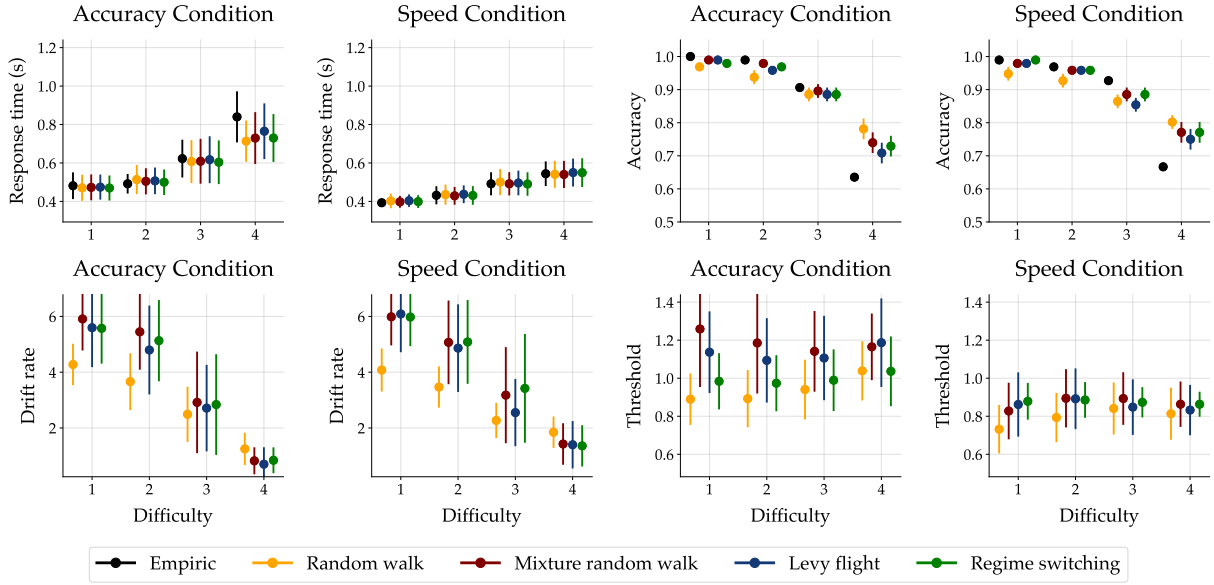 Accuracy Condition
Speed Condition
Accuracy Condition
Speed Condition
Response time (s)
1.2
1.0
0.8
0.6
0.4
1 2 3 4
Response time (s)
1.2
1.0
0.8
0.6
0.4
1 2 3 4
Accuracy
1.0
0.9
0.8
0.7
0.6
0.5
1 2 3 4
Accuracy
1.0
0.9
0.8
0.7
0.6
0.5
1 2 3 4
Accuracy Condition
Speed Condition
Accuracy Condition
Speed Condition
Drift rate
6
4
2
1 2 3 4
Difficulty
Drift rate
6
4
2
1 2 3 4
Difficulty
Threshold
1.4
1.2
1.0
0.8
0.6
1 2 3 4
Difficulty
Threshold
1.4
1.2
1.0
0.8
0.6
1 2 3 4
Difficulty
Empiric Random walk Mixture random walk Levy flight Regime switching